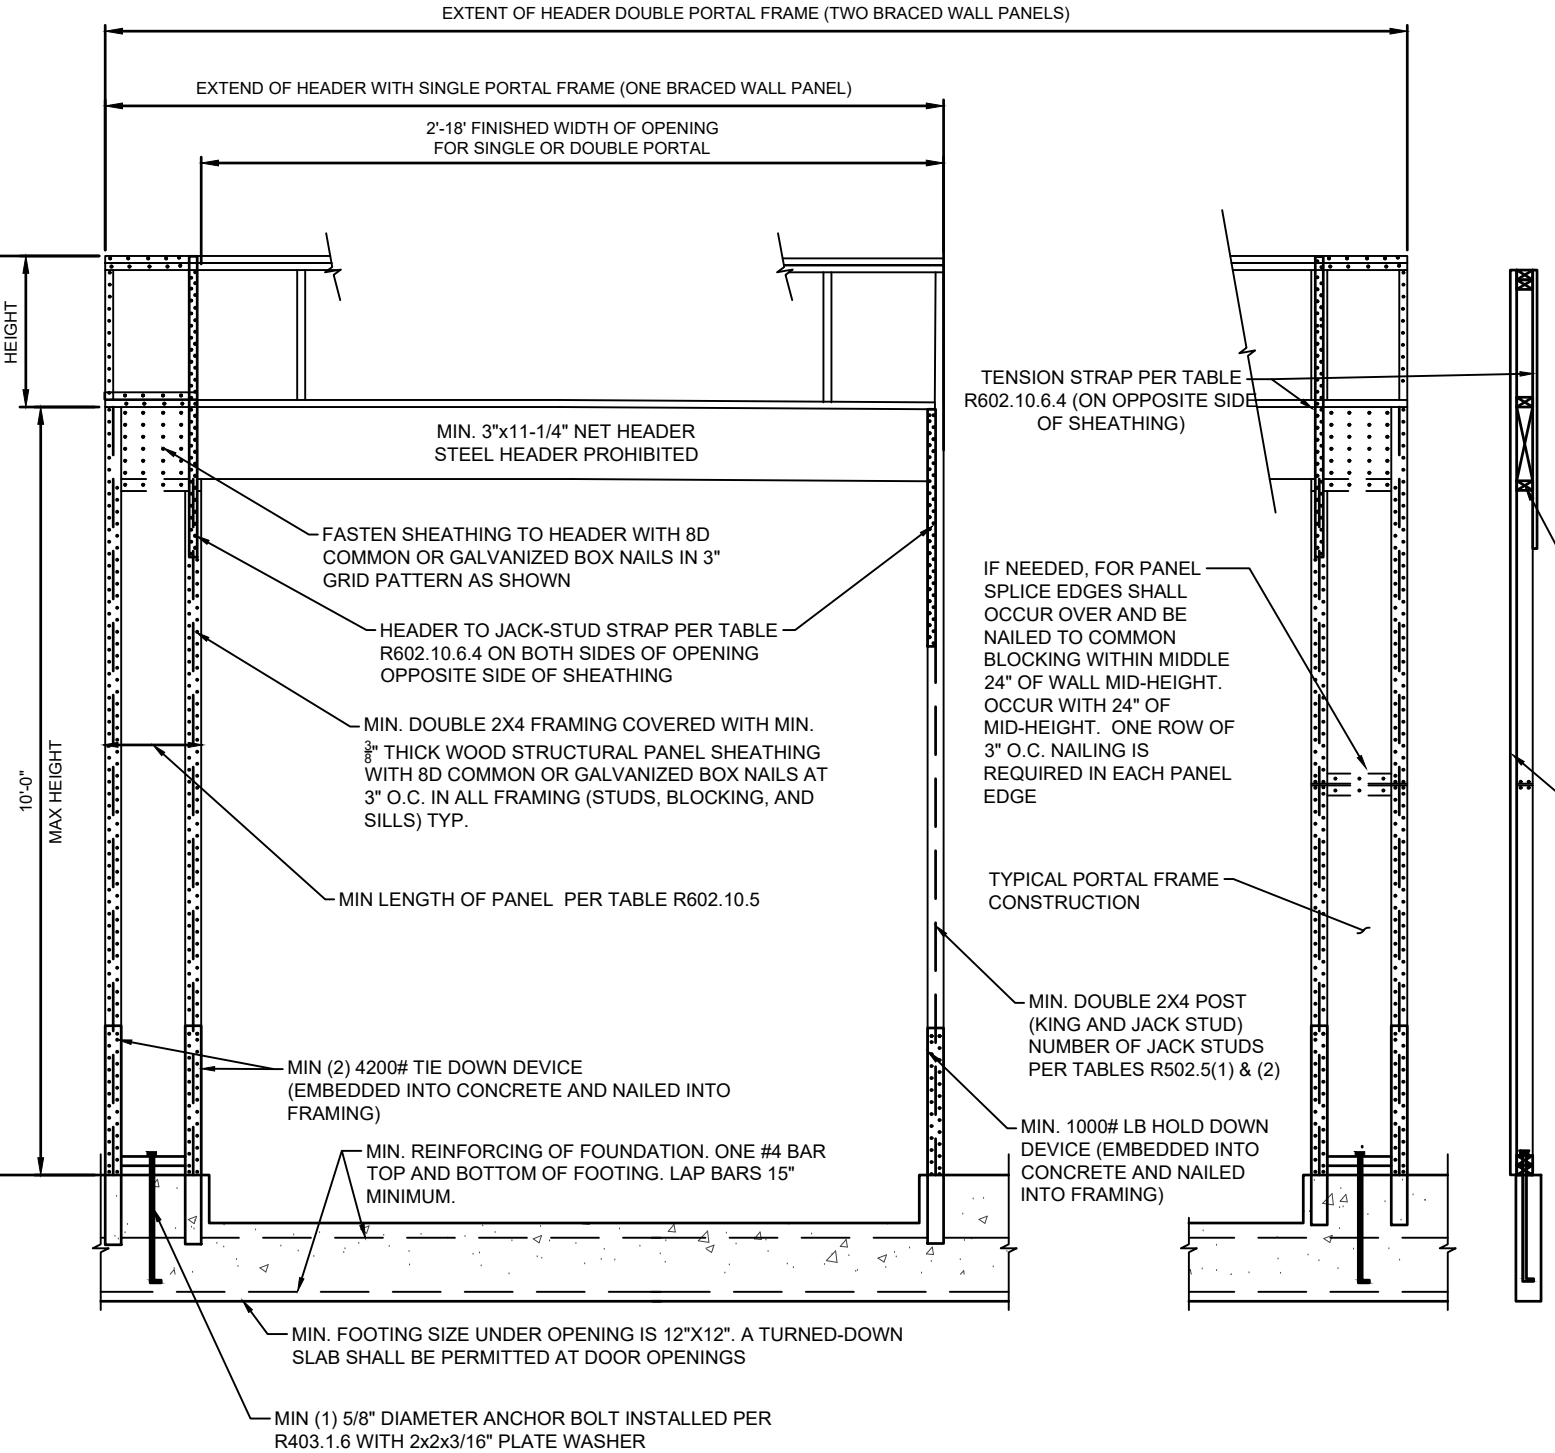 EXTENT OF HEADER DOUBLE PORTAL FRAME (TWO BRACED WALL PANELS)
EXTEND OF HEADER WITH SINGLE PORTAL FRAME (ONE BRACED WALL PANEL)
2'-18' FINISHED WIDTH OF OPENING
FOR SINGLE OR DOUBLE PORTAL
HEIGHT
TENSION STRAP PER TABLE
R602.10.6.4 (ON OPPOSITE SIDE
OF SHEATHING)
MIN. 3"x11-1/4" NET HEADER
STEEL HEADER PROHIBITED
FASTEN SHEATHING TO HEADER WITH 8D
COMMON OR GALVANIZED BOX NAILS IN 3"
GRID PATTERN AS SHOWN
IF NEEDED, FOR PANEL
SPLICE EDGES SHALL
OCCUR OVER AND BE
NAILED TO COMMON
BLOCKING WITHIN MIDDLE
24" OF WALL MID-HEIGHT.
OCCUR WITH 24" OF
MID-HEIGHT. ONE ROW OF
3" O.C. NAILING IS
REQUIRED IN EACH PANEL
EDGE
HEADER TO JACK-STUD STRAP PER TABLE
R602.10.6.4 ON BOTH SIDES OF OPENING
OPPOSITE SIDE OF SHEATHING
MIN. DOUBLE 2X4 FRAMING COVERED WITH MIN.
3/8" THICK WOOD STRUCTURAL PANEL SHEATHING
WITH 8D COMMON OR GALVANIZED BOX NAILS AT
3" O.C. IN ALL FRAMING (STUDS, BLOCKING, AND
SILLS) TYP.
10'-0"
MAX HEIGHT
MIN LENGTH OF PANEL PER TABLE R602.10.5
TYPICAL PORTAL FRAME
CONSTRUCTION
MIN. DOUBLE 2X4 POST
(KING AND JACK STUD)
NUMBER OF JACK STUDS
PER TABLES R502.5(1) & (2)
MIN (2) 4200# TIE DOWN DEVICE
(EMBEDDED INTO CONCRETE AND NAILED INTO
FRAMING)
MIN. 1000# LB HOLD DOWN
DEVICE (EMBEDDED INTO
CONCRETE AND NAILED
INTO FRAMING)
MIN. REINFORCING OF FOUNDATION. ONE #4 BAR
TOP AND BOTTOM OF FOOTING. LAP BARS 15"
MINIMUM.
MIN. FOOTING SIZE UNDER OPENING IS 12"X12". A TURNED-DOWN
SLAB SHALL BE PERMITTED AT DOOR OPENINGS
MIN (1) 5/8" DIAMETER ANCHOR BOLT INSTALLED PER
R403.1.6 WITH 2x2x3/16" PLATE WASHER